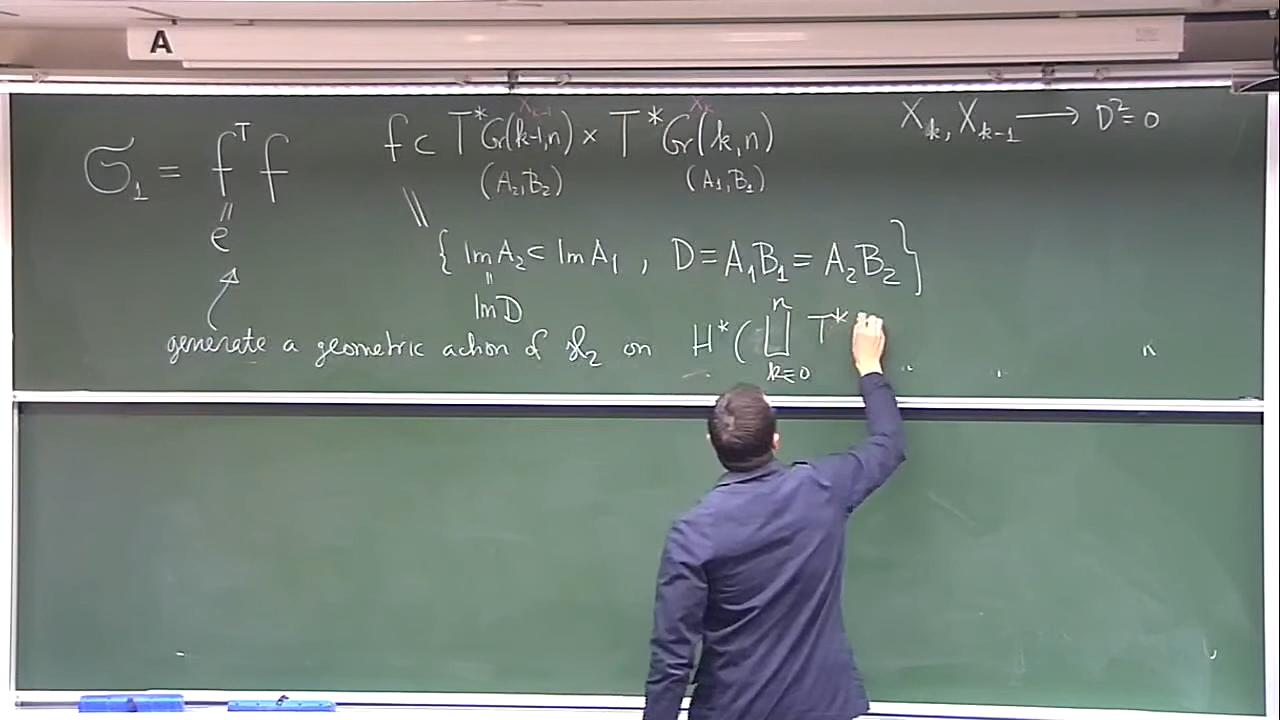 A
X_{k-1} X_k
σ_1 = f^T f
f ⊂ T*Gr(k-1,n) × T*Gr(k,n)
X_k, X_{k-1} ⟶ D²=0
(A_2,B_2) (A_1,B_1)
||
e
||
{ Im A_2 ⊂ Im A_1 , D = A_1B_1 = A_2B_2 }
||
Im D
generate a geometric action of sl_2 on H*( ∐_{k=0}^{n} T*